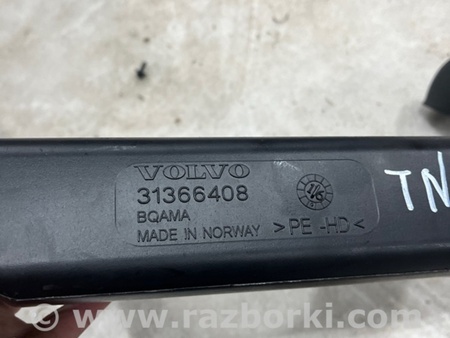 VOLVO
31366408
BQAMA
MADE IN NORWAY >PE-HD<
TN
www.razborki.com